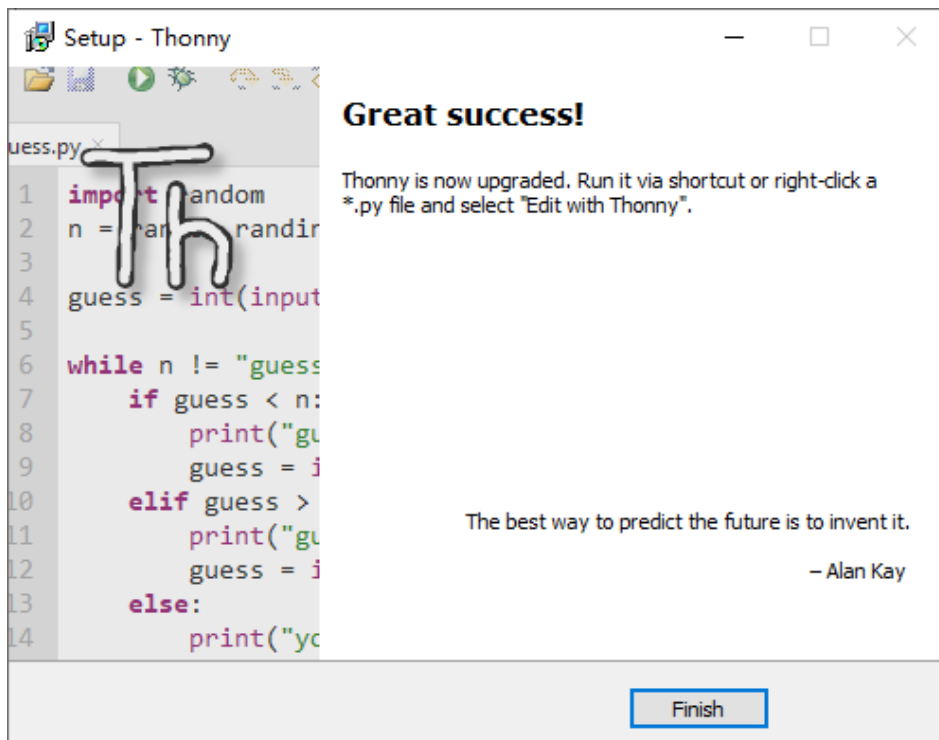 Setup - Thonny
Great success!
Thonny is now upgraded. Run it via shortcut or right-click a
*.py file and select "Edit with Thonny".
uess.py
Th
1 import random
2 n = randin
3
4 guess = int(input
5
6 while n != "guess
7 if guess < n:
8 print("gu
9 guess = i
10 elif guess >
11 print("gu
12 guess = i
13 else:
14 print("yo
The best way to predict the future is to invent it.
– Alan Kay
Finish